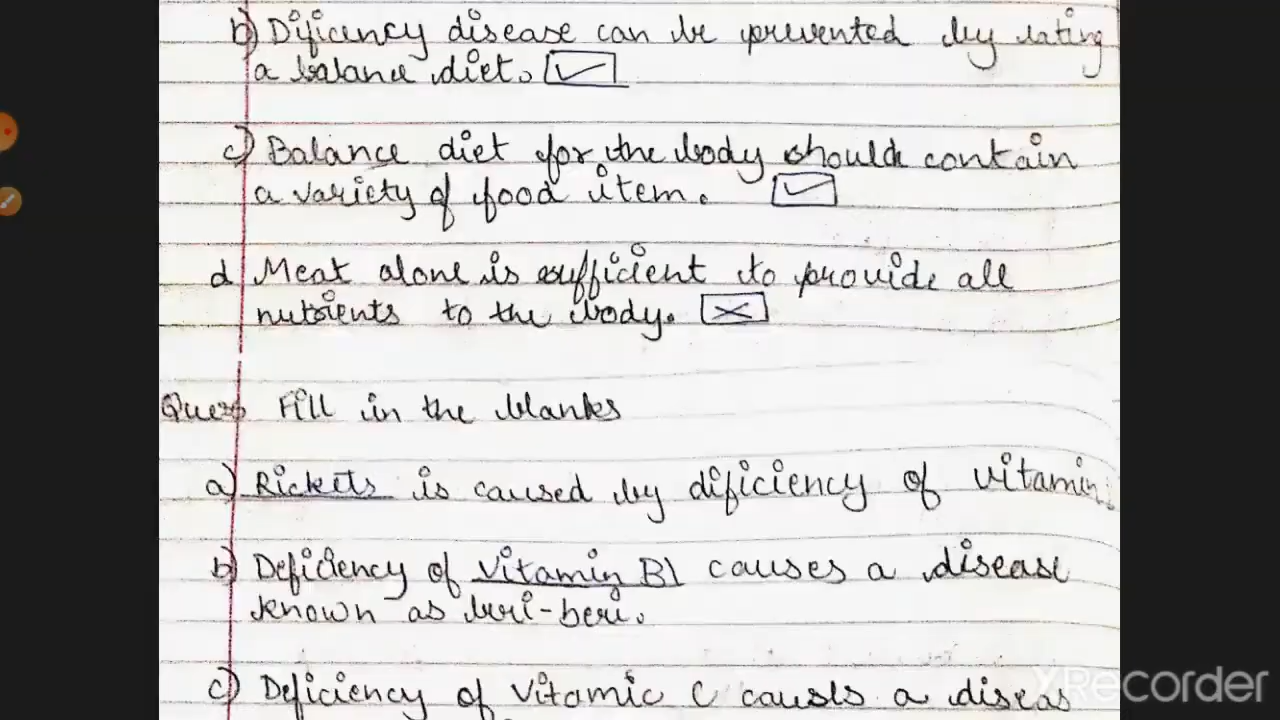 b) Dificency disease can be prevented by eating
a balance diet. ✓
c) Balance diet for the body should contain
a variety of food item. ✓
d Meat alone is sufficient to provide all
nutrients to the body. ×
Fill in the blanks
a) Rickets is caused by dificiency of vitamin
b) Deficiency of vitamin B1 causes a disease
known as beri-beri.
c) Deficiency of Vitamic C causes a diseas
XRecorder